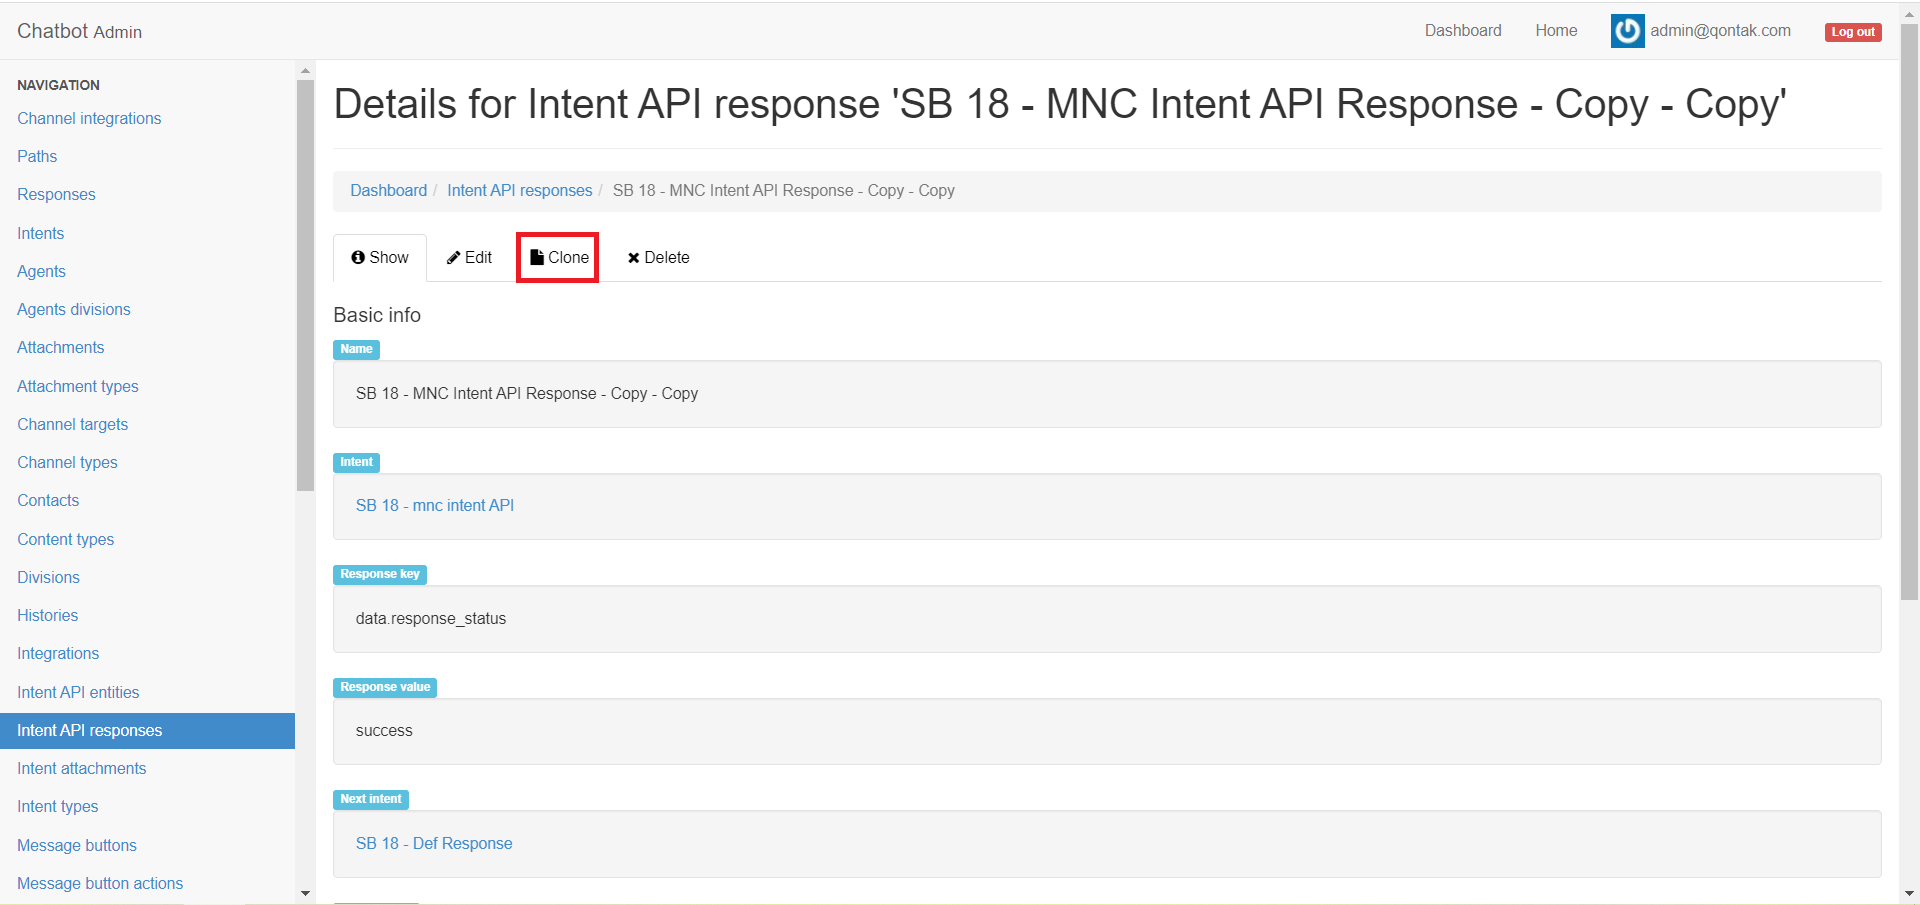 Chatbot Admin
Dashboard
Home
admin@qontak.com
Log out
NAVIGATION
Channel integrations
Paths
Responses
Intents
Agents
Agents divisions
Attachments
Attachment types
Channel targets
Channel types
Contacts
Content types
Divisions
Histories
Integrations
Intent API entities
Intent API responses
Intent attachments
Intent types
Message buttons
Message button actions
Details for Intent API response 'SB 18 - MNC Intent API Response - Copy - Copy'
Dashboard / Intent API responses / SB 18 - MNC Intent API Response - Copy - Copy
Show
Edit
Clone
Delete
Basic info
Name
SB 18 - MNC Intent API Response - Copy - Copy
Intent
SB 18 - mnc intent API
Response key
data.response_status
Response value
success
Next intent
SB 18 - Def Response